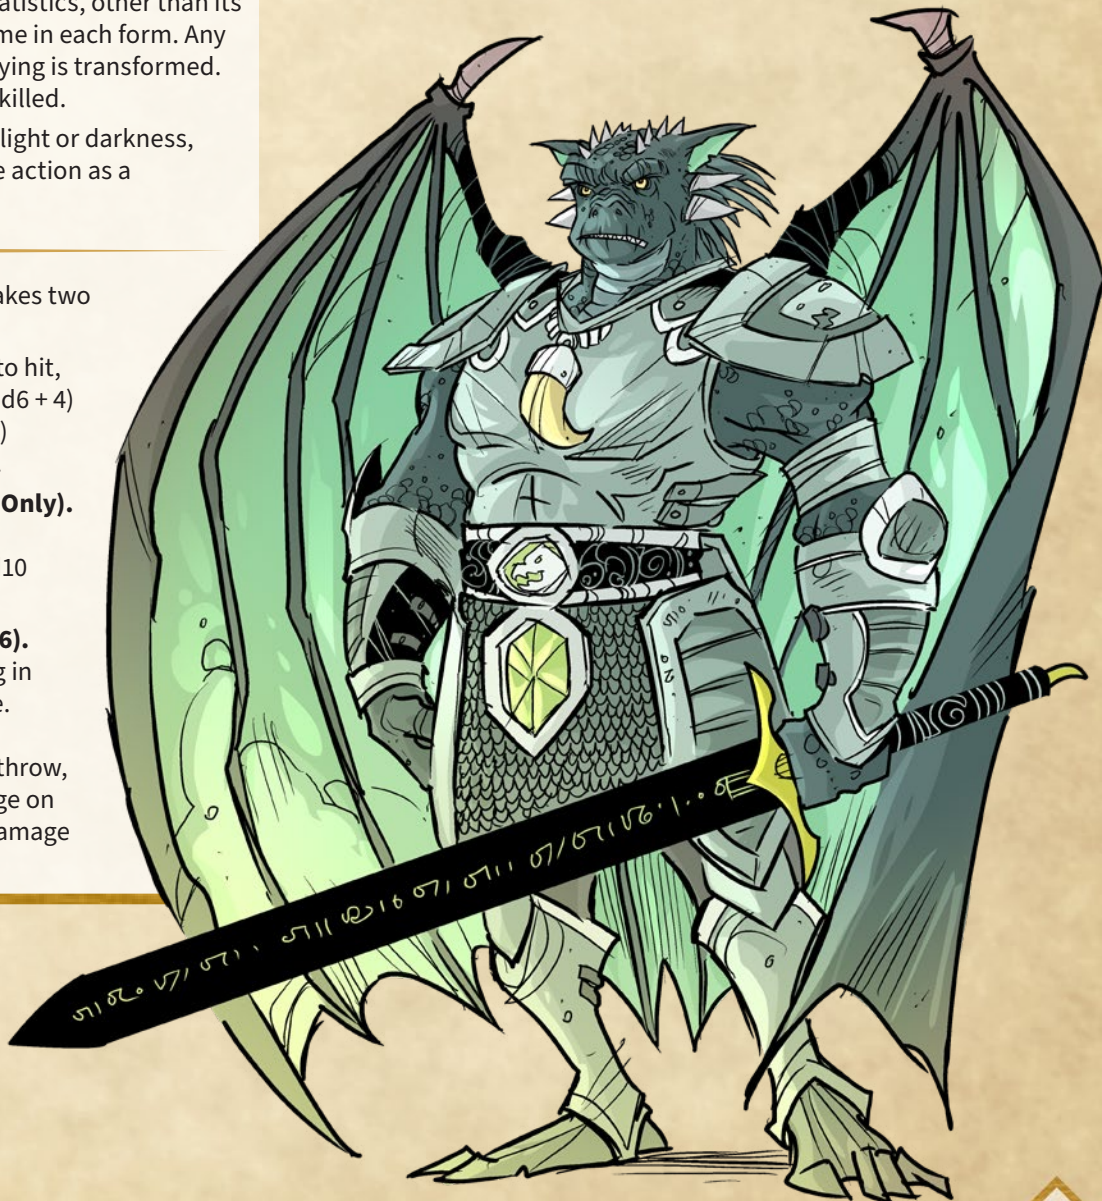 atistics, other than its
me in each form. Any
ying is transformed.
killed.
light or darkness,
e action as a
akes two
to hit,
d6 + 4)
)
Only).
10
6).
g in
e.
throw,
ge on
amage